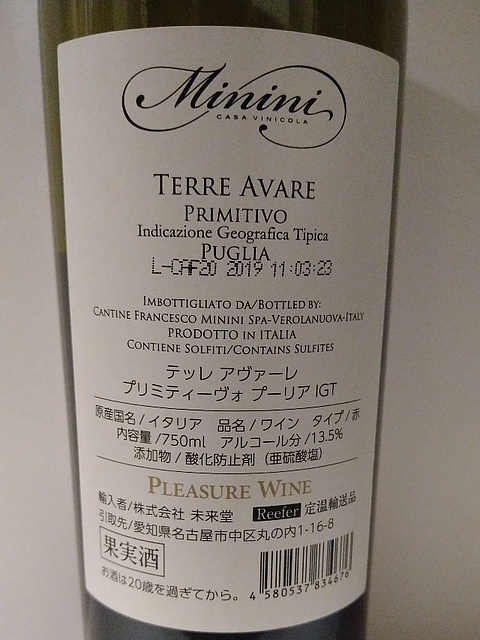 Minini
CASA VINICOLA
TERRE AVARE
PRIMITIVO
Indicazione Geografica Tipica
PUGLIA
L-CAF20 2019 11:03:23
IMBOTTIGLIATO DA/BOTTLED BY:
CANTINE FRANCESCO MININI SPA-VEROLANUOVA-ITALY
PRODOTTO IN ITALIA
CONTIENE SOLFITI/CONTAINS SULFITES
テッレ アヴァーレ
プリミティーヴォ プーリア IGT
原産国名/イタリア 品名/ワイン タイプ/赤
内容量/750ml アルコール分/13.5%
添加物/酸化防止剤（亜硫酸塩）
PLEASURE WINE
輸入者/株式会社 未来堂 Reefer 定温輸送品
引取先/愛知県名古屋市中区丸の内1-16-8
果実酒
お酒は20歳を過ぎてから。
4 580537 834676